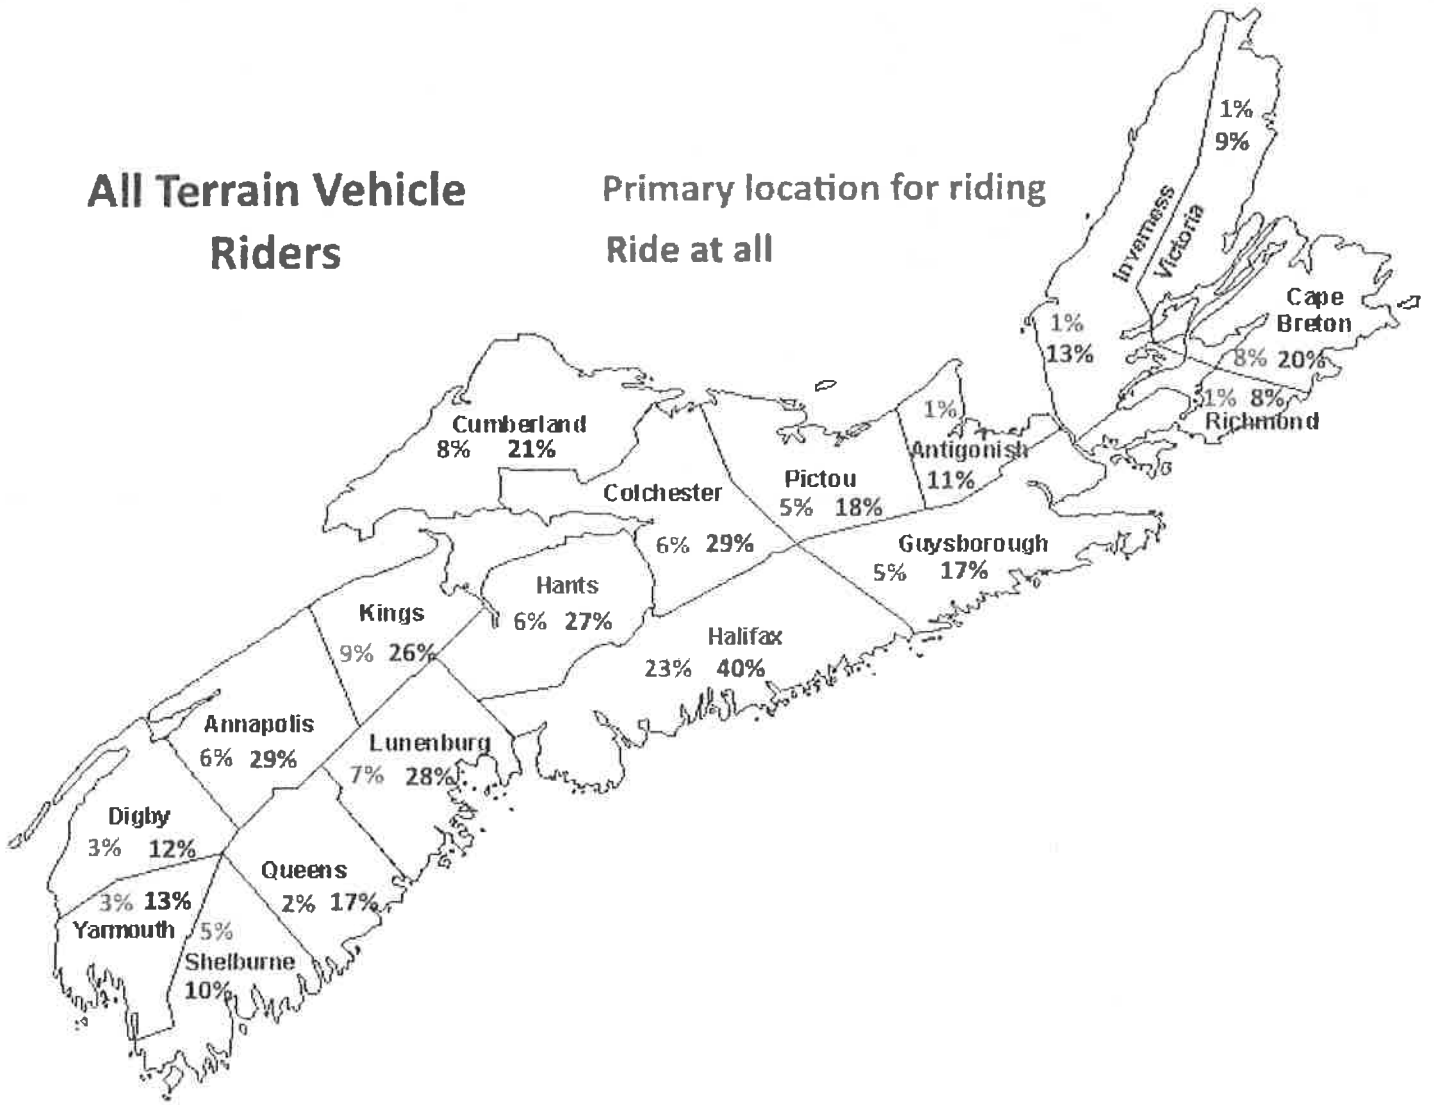 All Terrain Vehicle
Riders
Primary location for riding
Ride at all
1%
9%
Inverness
Victoria
Cape
Breton
8% 20%
1%
13%
1% 8%
Richmond
Cumberland
8% 21%
1%
Antigonish
11%
Pictou
5% 18%
Colchester
6% 29%
Guysborough
5% 17%
Hants
6% 27%
Kings
9% 26%
Halifax
23% 40%
Annapolis
6% 29%
Lunenburg
7% 28%
Digby
3% 12%
Queens
2% 17%
3% 13%
Yarmouth
5%
Shelburne
10%